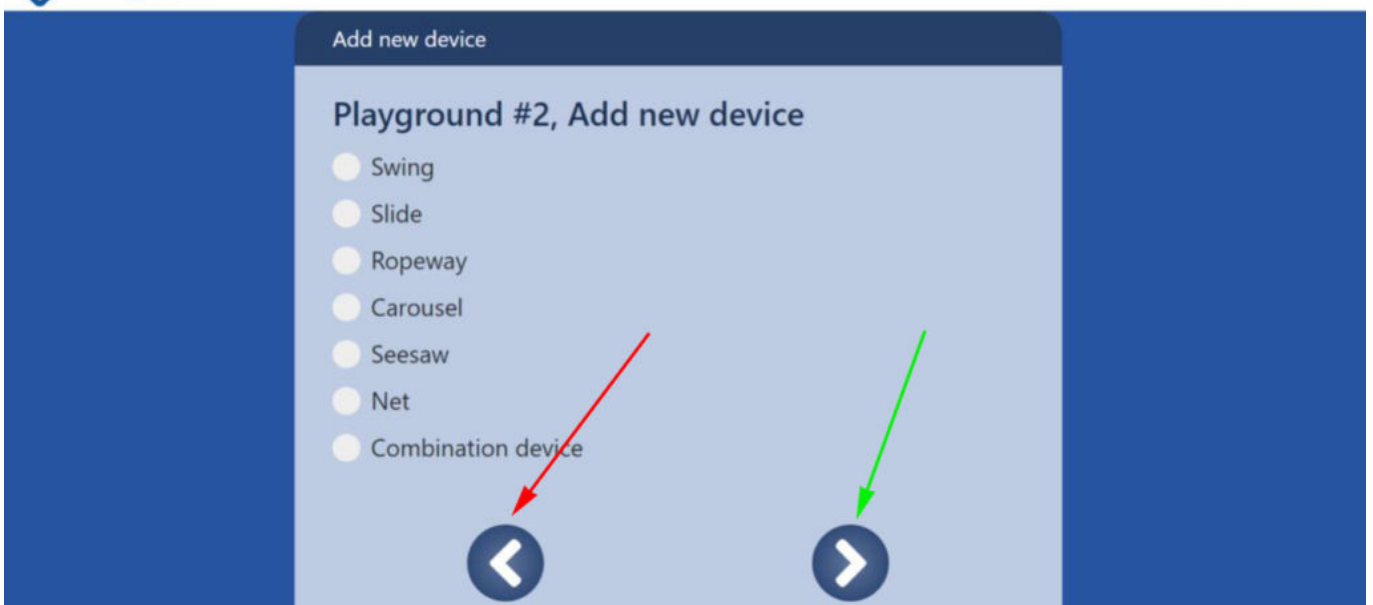 Add new device
Playground #2, Add new device
Swing
Slide
Ropeway
Carousel
Seesaw
Net
Combination device